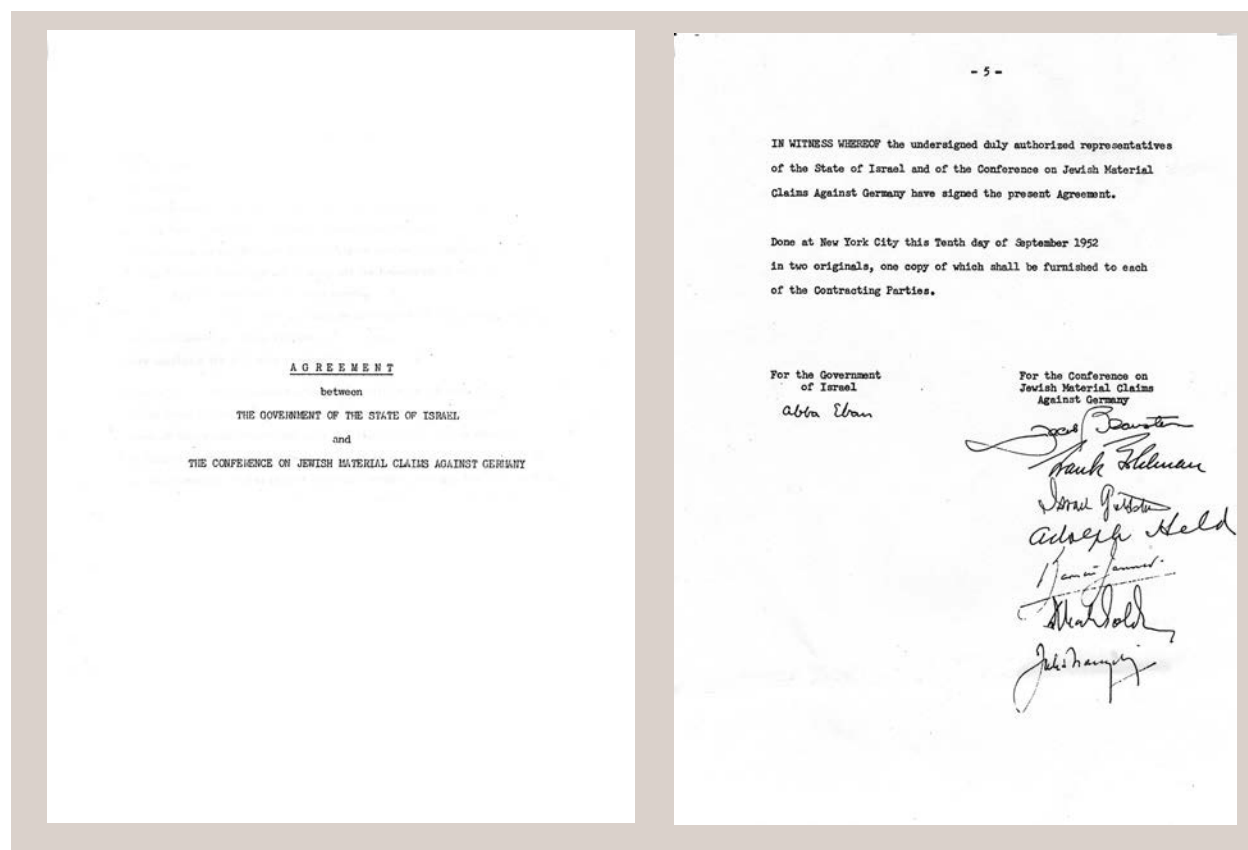 AGREEMENT
between
THE GOVERNMENT OF THE STATE OF ISRAEL
and
THE CONFERENCE ON JEWISH MATERIAL CLAIMS AGAINST GERMANY
- 5 -
IN WITNESS WHEREOF the undersigned duly authorized representatives
of the State of Israel and of the Conference on Jewish Material
Claims Against Germany have signed the present Agreement.
Done at New York City this Tenth day of September 1952
in two originals, one copy of which shall be furnished to each
of the Contracting Parties.
For the Government
of Israel
Abba Eban
For the Conference on
Jewish Material Claims
Against Germany
Frank Goldman
Israel
Adolph Held